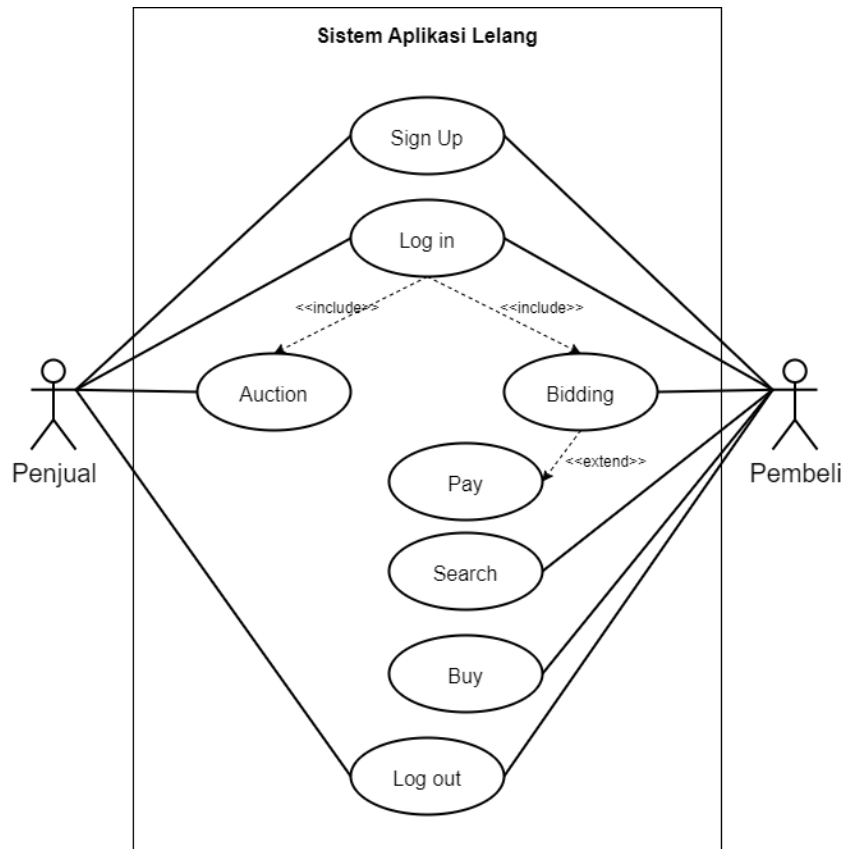 Sistem Aplikasi Lelang
Sign Up
Log in
<<include>>
<<include>>
Auction
Bidding
Penjual
Pembeli
<<extend>>
Pay
Search
Buy
Log out